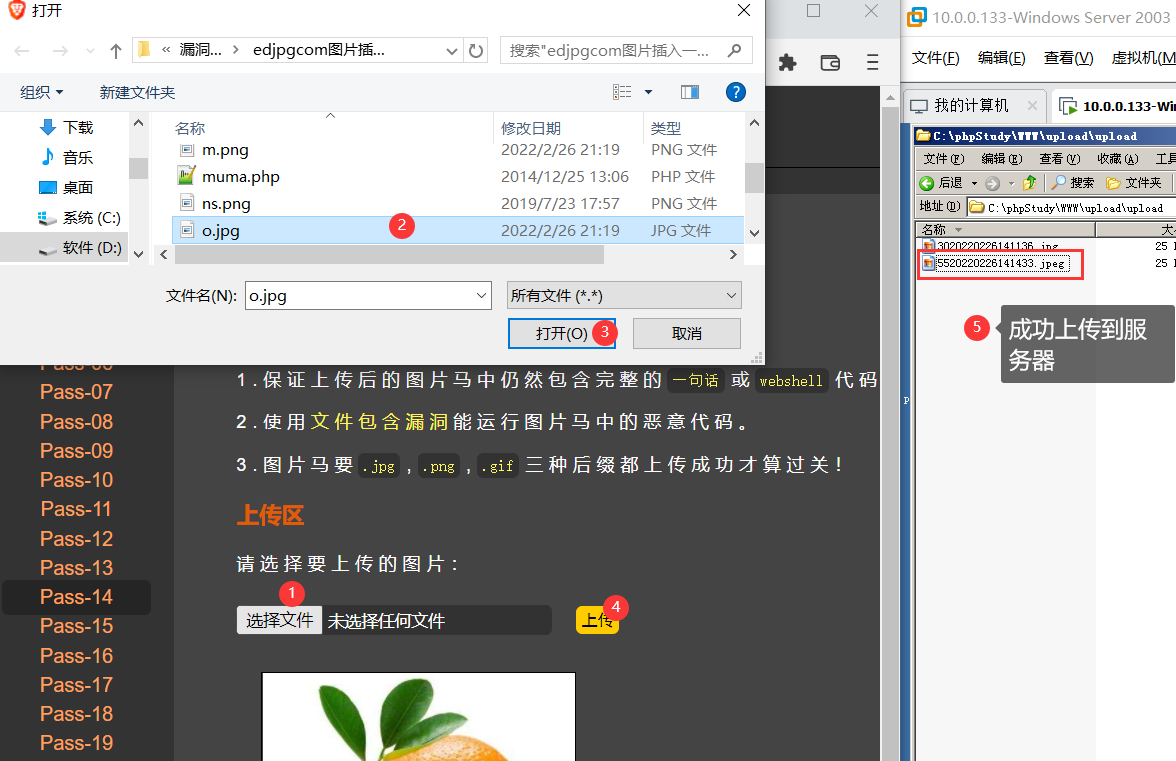 打开
« 漏洞... › edjpgcom图片插...
搜索"edjpgcom图片插入一...
组织
新建文件夹
下载
音乐
桌面
系统 (C:)
软件 (D:)
名称 修改日期 类型
m.png 2022/2/26 21:19 PNG 文件
muma.php 2014/12/25 13:06 PHP 文件
ns.png 2019/7/23 17:57 PNG 文件
o.jpg 2022/2/26 21:19 JPG 文件
2
文件名(N): o.jpg 所有文件 (*.*)
打开(O) 3 取消
Pass-07
Pass-08
Pass-09
Pass-10
Pass-11
Pass-12
Pass-13
Pass-14
Pass-15
Pass-16
Pass-17
Pass-18
Pass-19
1.保证上传后的图片马中仍然包含完整的 一句话 或 webshell 代码
2.使用文件包含漏洞能运行图片马中的恶意代码。
3.图片马要 .jpg , .png , .gif 三种后缀都上传成功才算过关!
上传区
请选择要上传的图片:
1
选择文件 未选择任何文件
上传 4
10.0.0.133-Windows Server 2003
文件(F) 编辑(E) 查看(V) 虚拟机(M
我的计算机 × 10.0.0.133-Wi
C:\phpStudy\WWW\upload\upload
文件(F) 编辑(E) 查看(V) 收藏(A) 工具
后退 搜索 文件夹
地址(D) C:\phpStudy\WWW\upload\upload
名称 大
3020220226141136.jpg 25
5520220226141433.jpeg 25
5
成功上传到服
务器